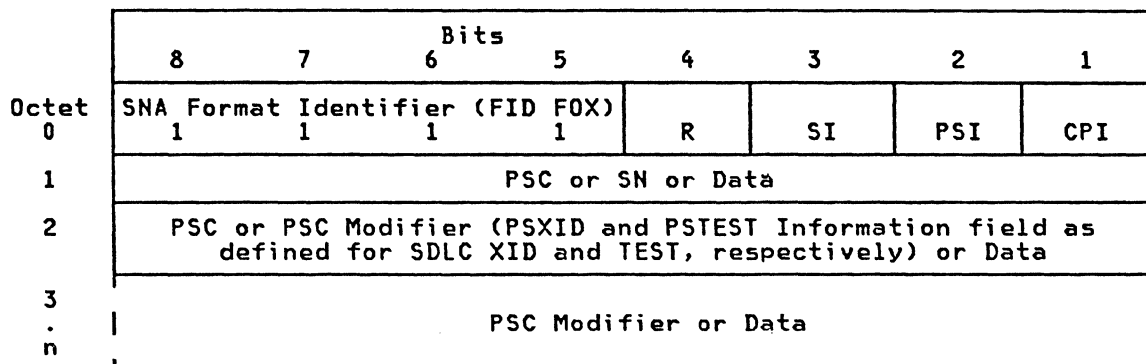 Bits
8 7 6 5 4 3 2 1
Octet SNA Format Identifier (FID FOX)
0 1 1 1 1 R SI PSI CPI
1 PSC or SN or Data
2 PSC or PSC Modifier (PSXID and PSTEST Information field as
defined for SDLC XID and TEST, respectively) or Data
3
. PSC Modifier or Data
n